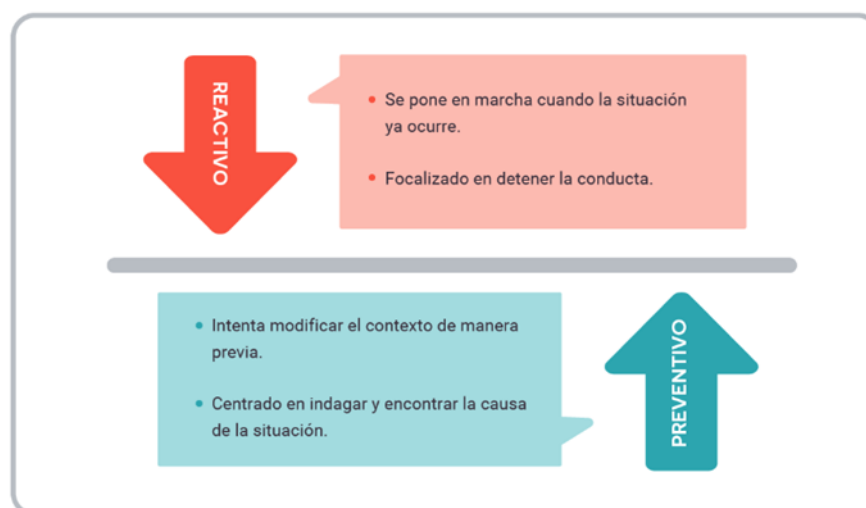 REACTIVO
• Se pone en marcha cuando la situación
ya ocurre.
• Focalizado en detener la conducta.
• Intenta modificar el contexto de manera
previa.
• Centrado en indagar y encontrar la causa
de la situación.
PREVENTIVO